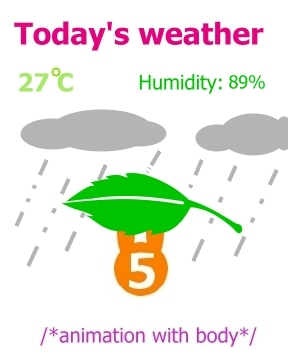 Today's weather
27℃
Humidity: 89%
5
/*animation with body*/